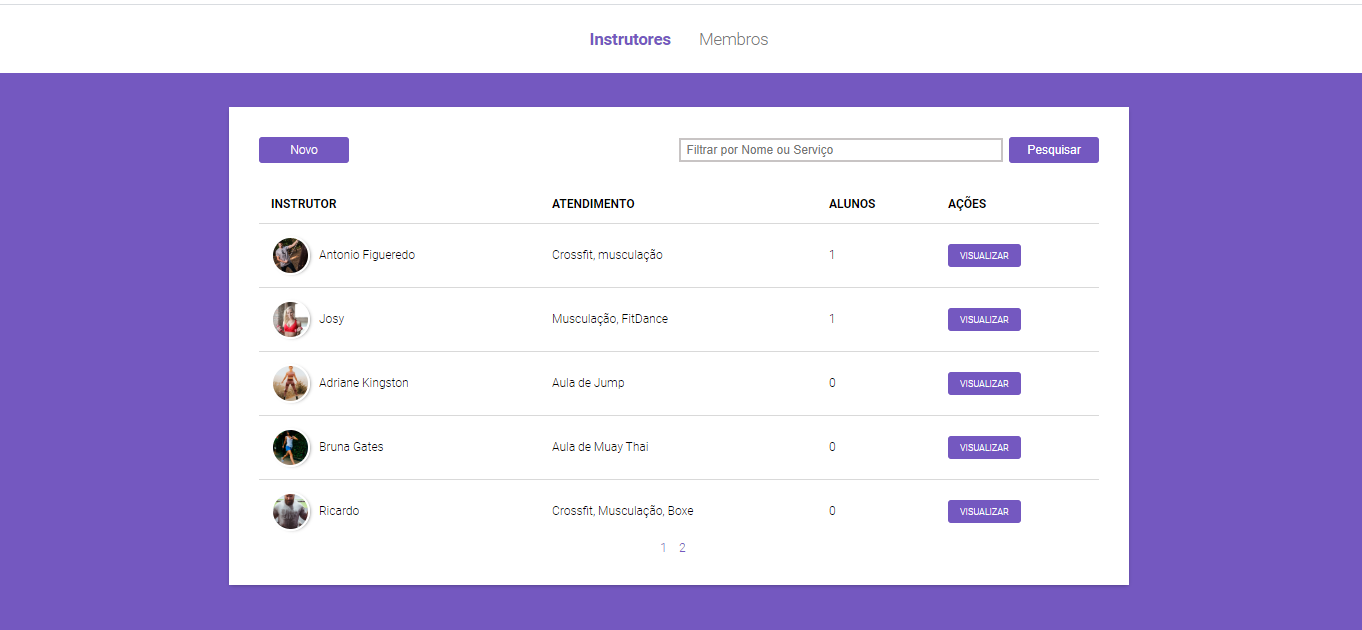 Instrutores Membros
Novo Filtrar por Nome ou Serviço Pesquisar
INSTRUTOR ATENDIMENTO ALUNOS AÇÕES
Antonio Figueredo Crossfit, musculação 1 VISUALIZAR
Josy Musculação, FitDance 1 VISUALIZAR
Adriane Kingston Aula de Jump 0 VISUALIZAR
Bruna Gates Aula de Muay Thai 0 VISUALIZAR
Ricardo Crossfit, Musculação, Boxe 0 VISUALIZAR
1 2